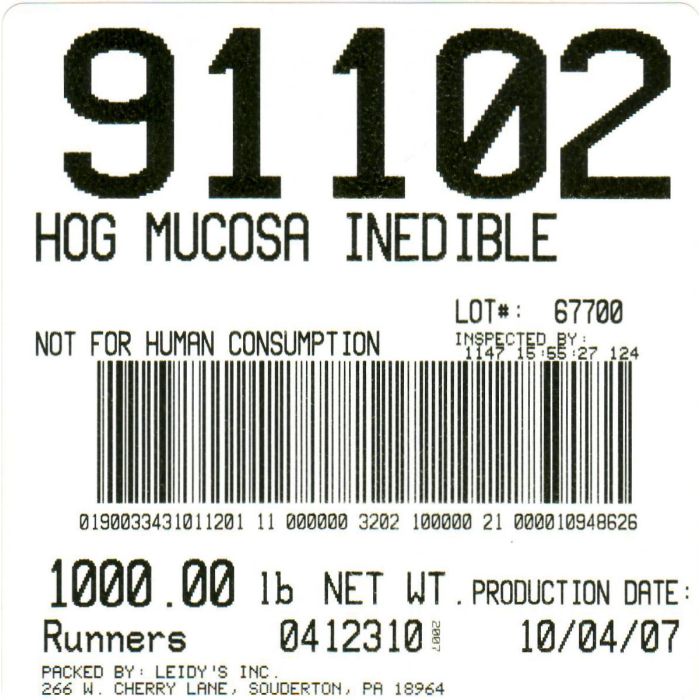 91102
HOG MUCOSA INEDIBLE
LOT#: 67700
NOT FOR HUMAN CONSUMPTION
INSPECTED BY:
1147 15:55:27 124
0190033431011201 11 000000 3202 100000 21 000010948626
1000.00 lb NET WT. PRODUCTION DATE:
Runners 0412310 2007 10/04/07
PACKED BY: LEIDY'S INC.
266 W. CHERRY LANE, SOUDERTON, PA 18964